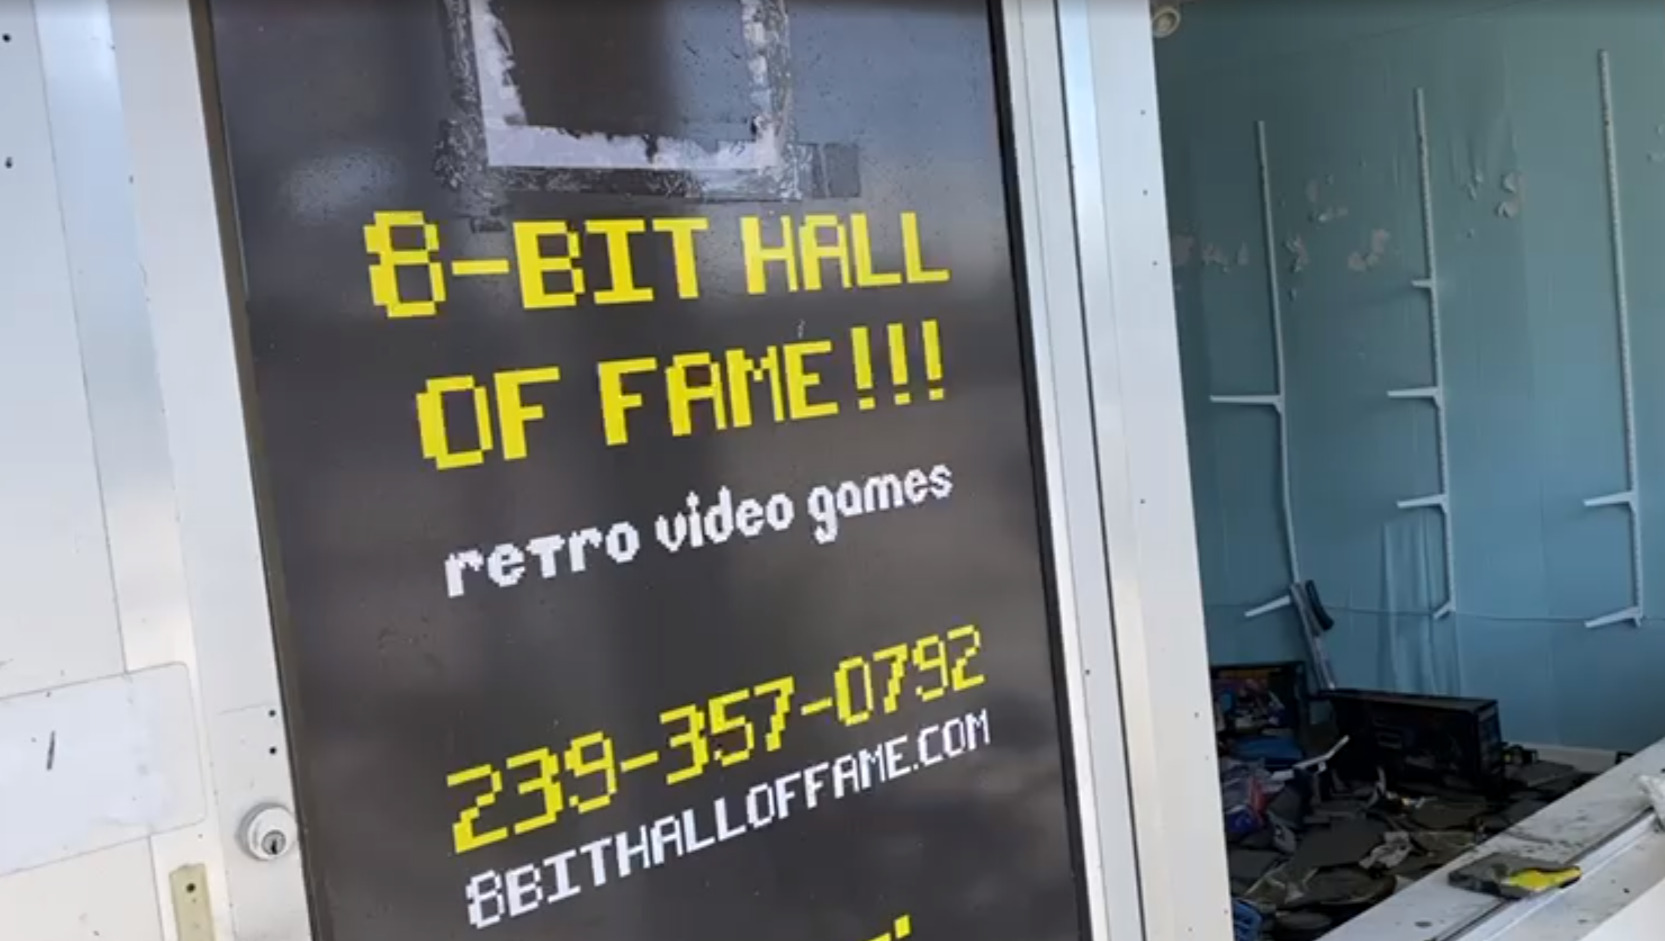 8-BIT HALL
OF FAME!!!
retro video games
239-357-0792
8BITHALLOFFAME.COM